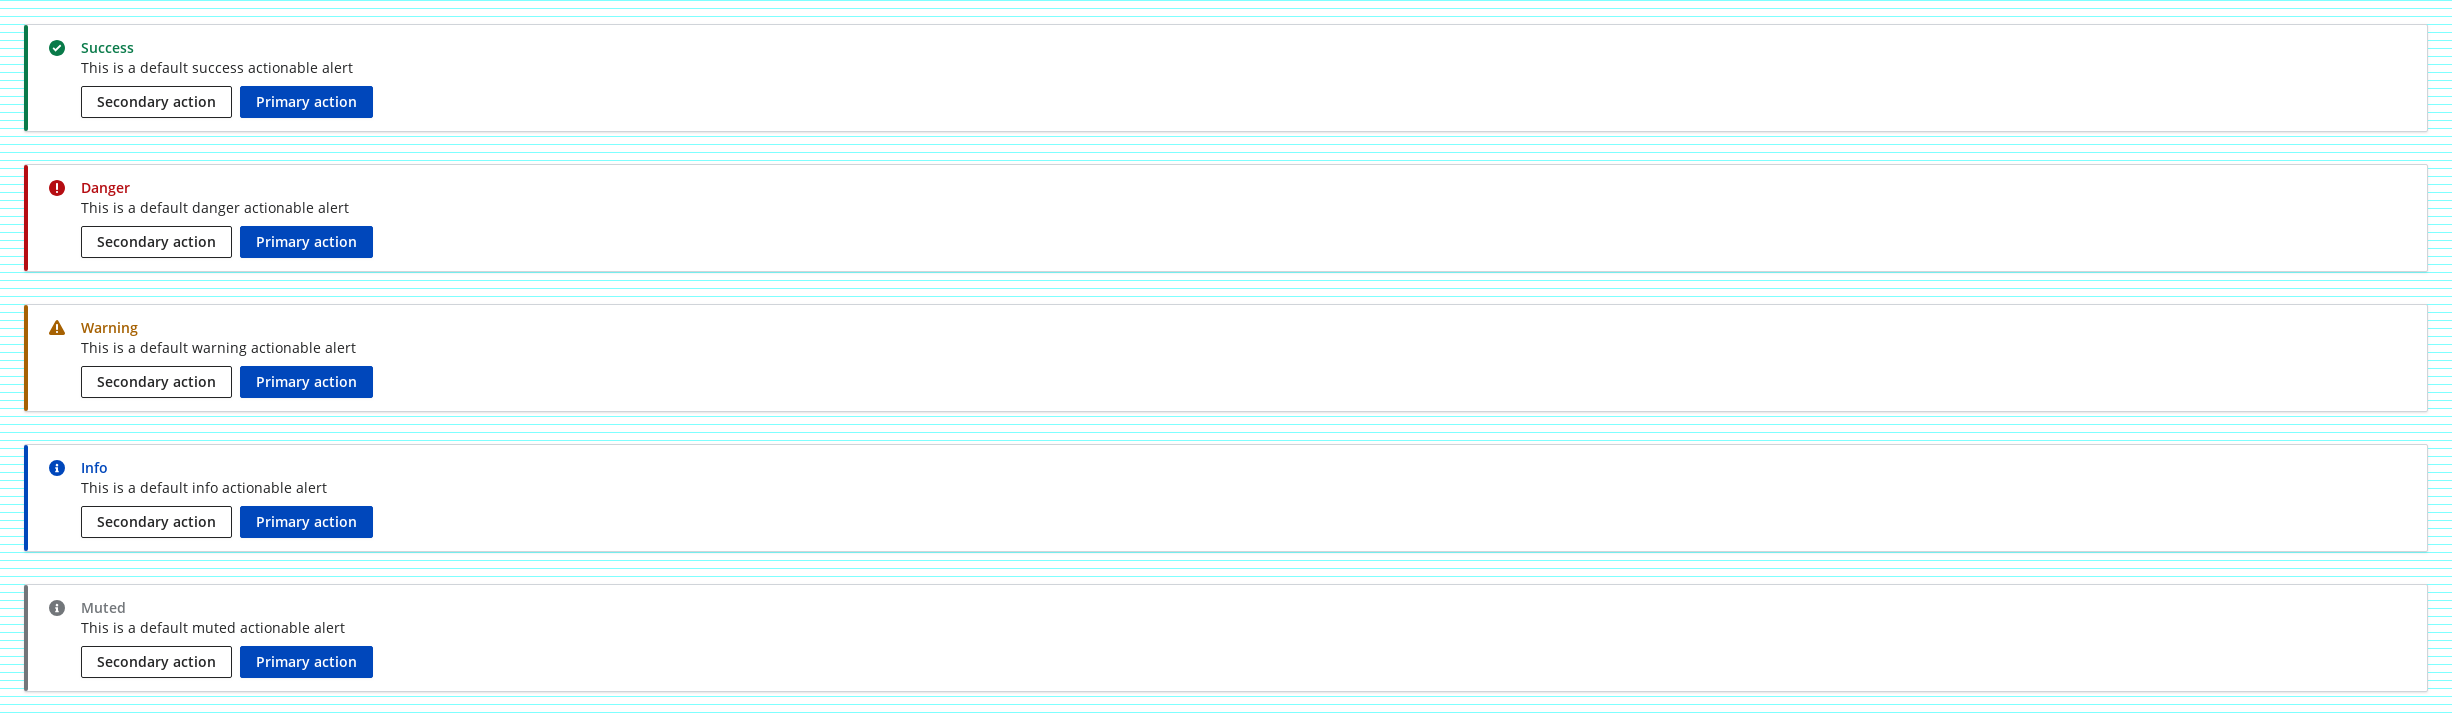 Success
This is a default success actionable alert
Secondary action Primary action
Danger
This is a default danger actionable alert
Secondary action Primary action
Warning
This is a default warning actionable alert
Secondary action Primary action
Info
This is a default info actionable alert
Secondary action Primary action
Muted
This is a default muted actionable alert
Secondary action Primary action